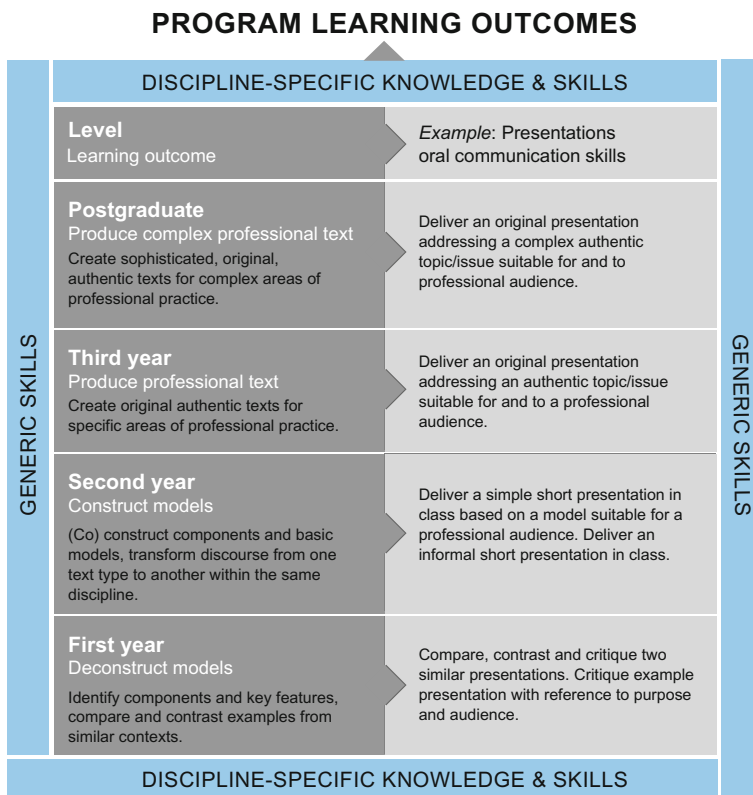 PROGRAM LEARNING OUTCOMES
DISCIPLINE-SPECIFIC KNOWLEDGE & SKILLS
GENERIC SKILLS
Level
Learning outcome
Example: Presentations
oral communication skills
Postgraduate
Produce complex professional text
Create sophisticated, original,
authentic texts for complex areas of
professional practice.
Deliver an original presentation
addressing a complex authentic
topic/issue suitable for and to
professional audience.
Third year
Produce professional text
Create original authentic texts for
specific areas of professional practice.
Deliver an original presentation
addressing an authentic topic/issue
suitable for and to a professional
audience.
Second year
Construct models
(Co) construct components and basic
models, transform discourse from one
text type to another within the same
discipline.
Deliver a simple short presentation in
class based on a model suitable for a
professional audience. Deliver an
informal short presentation in class.
First year
Deconstruct models
Identify components and key features,
compare and contrast examples from
similar contexts.
Compare, contrast and critique two
similar presentations. Critique example
presentation with reference to purpose
and audience.
GENERIC SKILLS
DISCIPLINE-SPECIFIC KNOWLEDGE & SKILLS